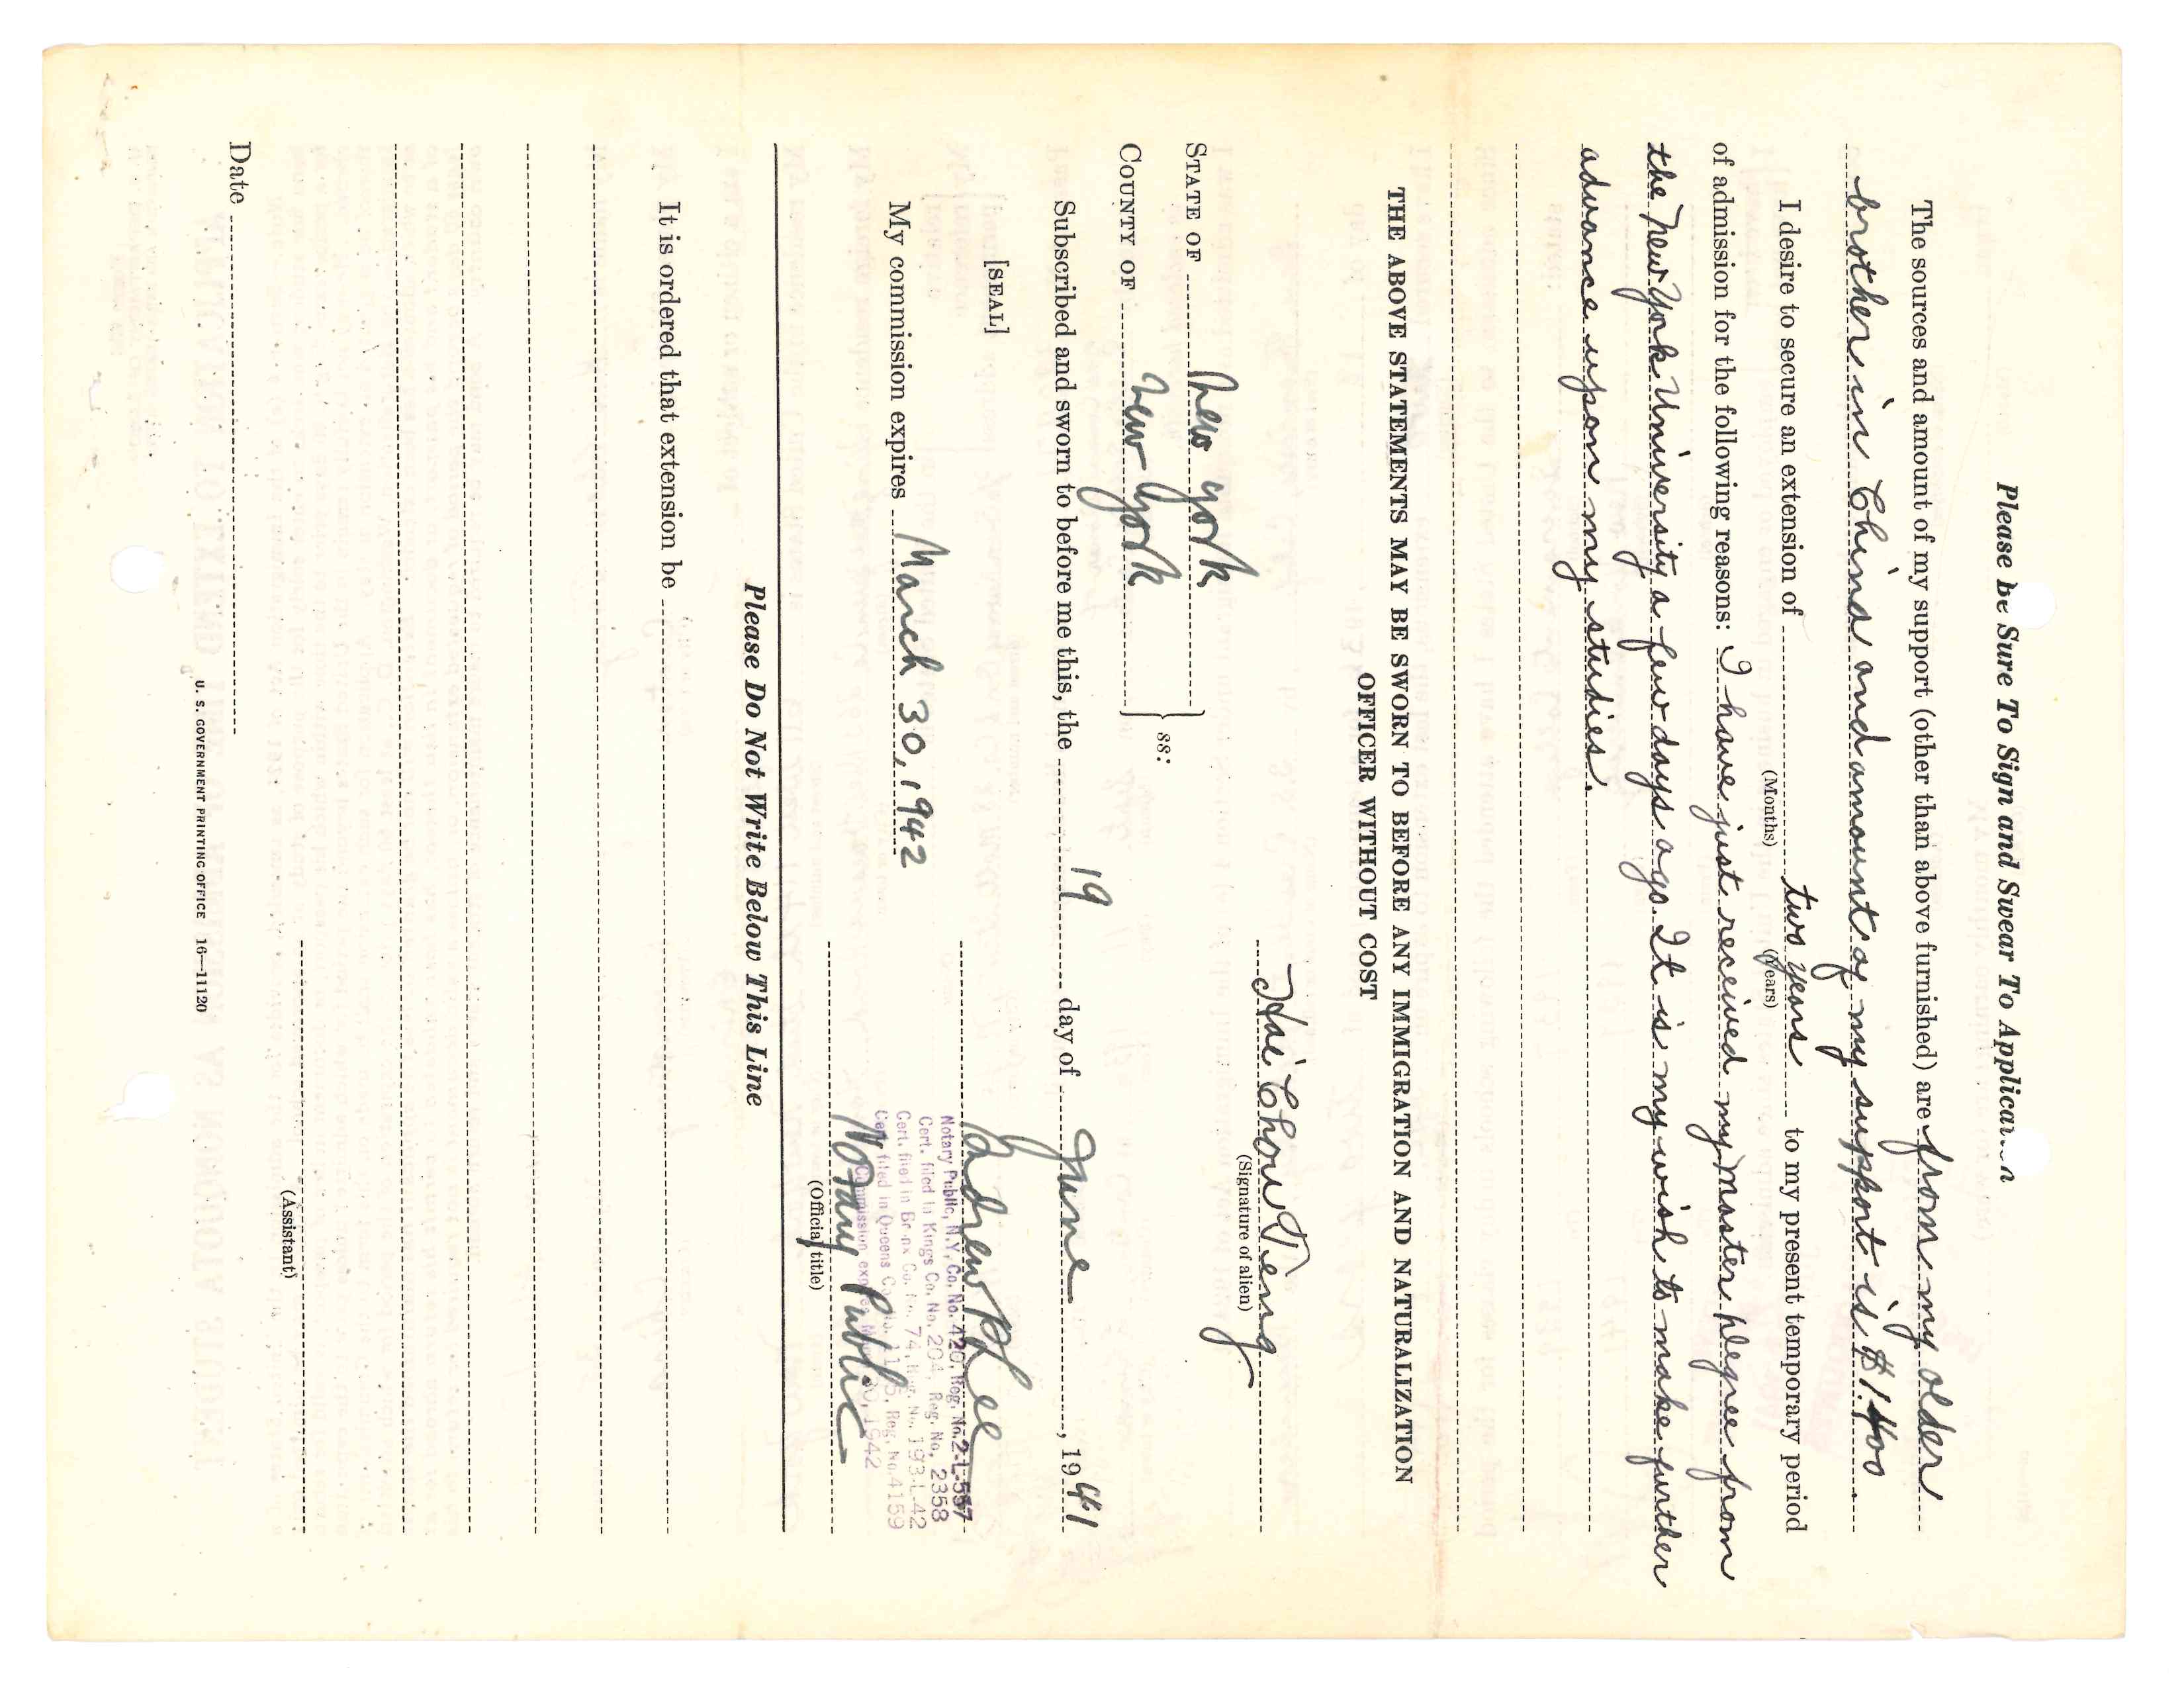 Please be Sure To Sign and Swear To Application
The sources and amount of my support (other than above furnished) are from my older
brother in China and amount of my support is $1.400.
I desire to secure an extension of two years to my present temporary period
(Months) (Years)
of admission for the following reasons: I have just received my Master Degree from
the New York University a few days ago. It is my wish to make further
advance upon my studies.
THE ABOVE STATEMENTS MAY BE SWORN TO BEFORE ANY IMMIGRATION AND NATURALIZATION
OFFICER WITHOUT COST
Hai Chow Teng
(Signature of alien)
STATE OF New York
ss:
COUNTY OF New York
Subscribed and sworn to before me this, the 19 day of June, 1941
[SEAL]
Andrew P Lee
Notary Public, N.Y. Co. No. 420, Reg. No. 2-L-557
Cert. filed in Kings Co. No. 204, Reg. No. 2358
Cert. filed in Bronx Co. No. 74, Reg. No. 193-L-42
Cert. filed in Queens Co. No. Reg. No. 4159
Commission expires March 30, 1942
My commission expires March 30, 1942
Notary Public
(Official title)
Please Do Not Write Below This Line
It is ordered that extension be
(Assistant)
Date
U. S. GOVERNMENT PRINTING OFFICE 16—11120